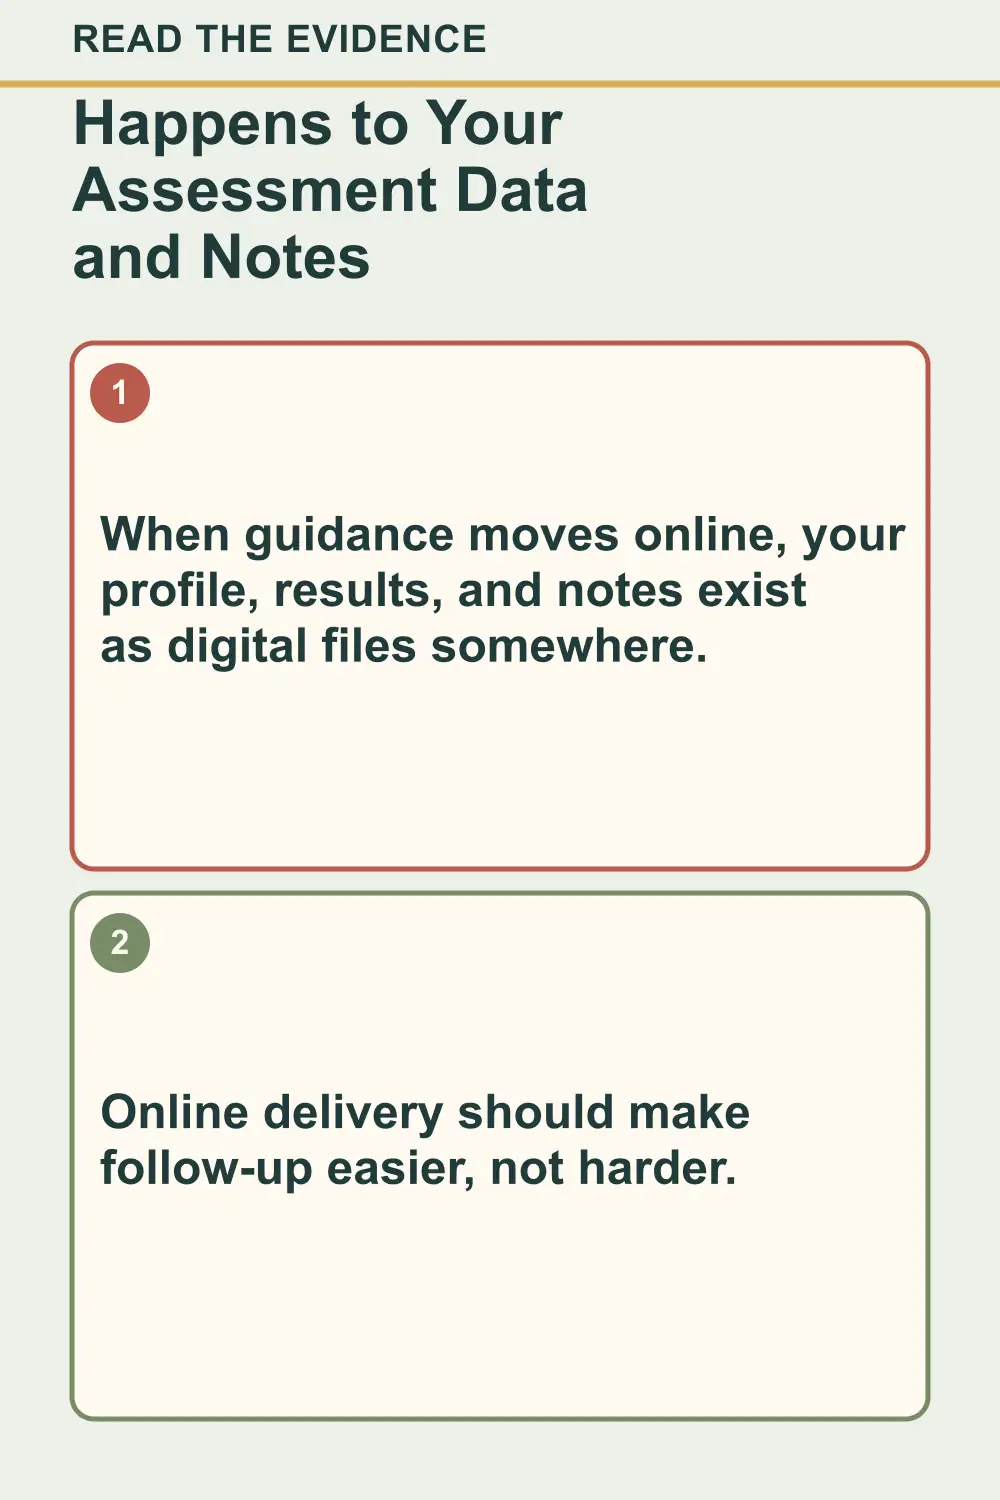 READ THE EVIDENCE
Happens to Your
Assessment Data
and Notes
1
When guidance moves online, your
profile, results, and notes exist
as digital files somewhere.
2
Online delivery should make
follow-up easier, not harder.